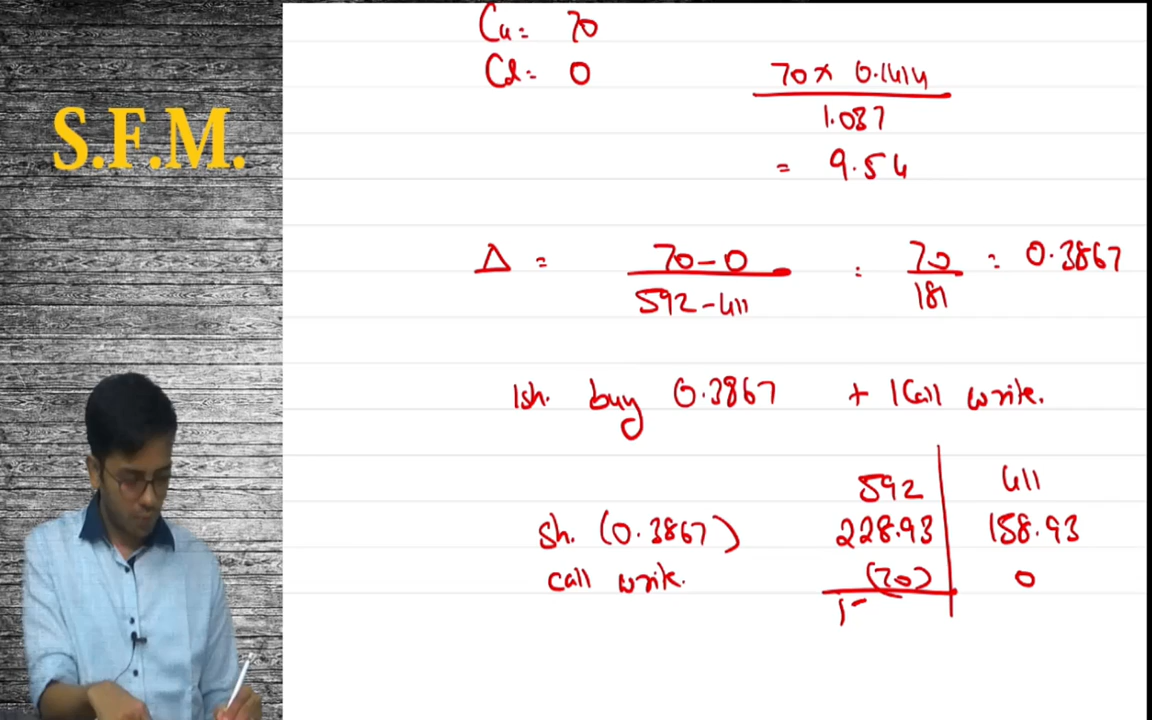 S.F.M.
Cu = 70
Cd = 0
70 × 0.1414
1.037
= 9.54
Δ = 70 - 0 = 70 = 0.3867
592 - 411 181
1sh. buy 0.3867 + 1 Call write.
592 411
sh. (0.3867) 228.93 158.93
call write. (70) 0